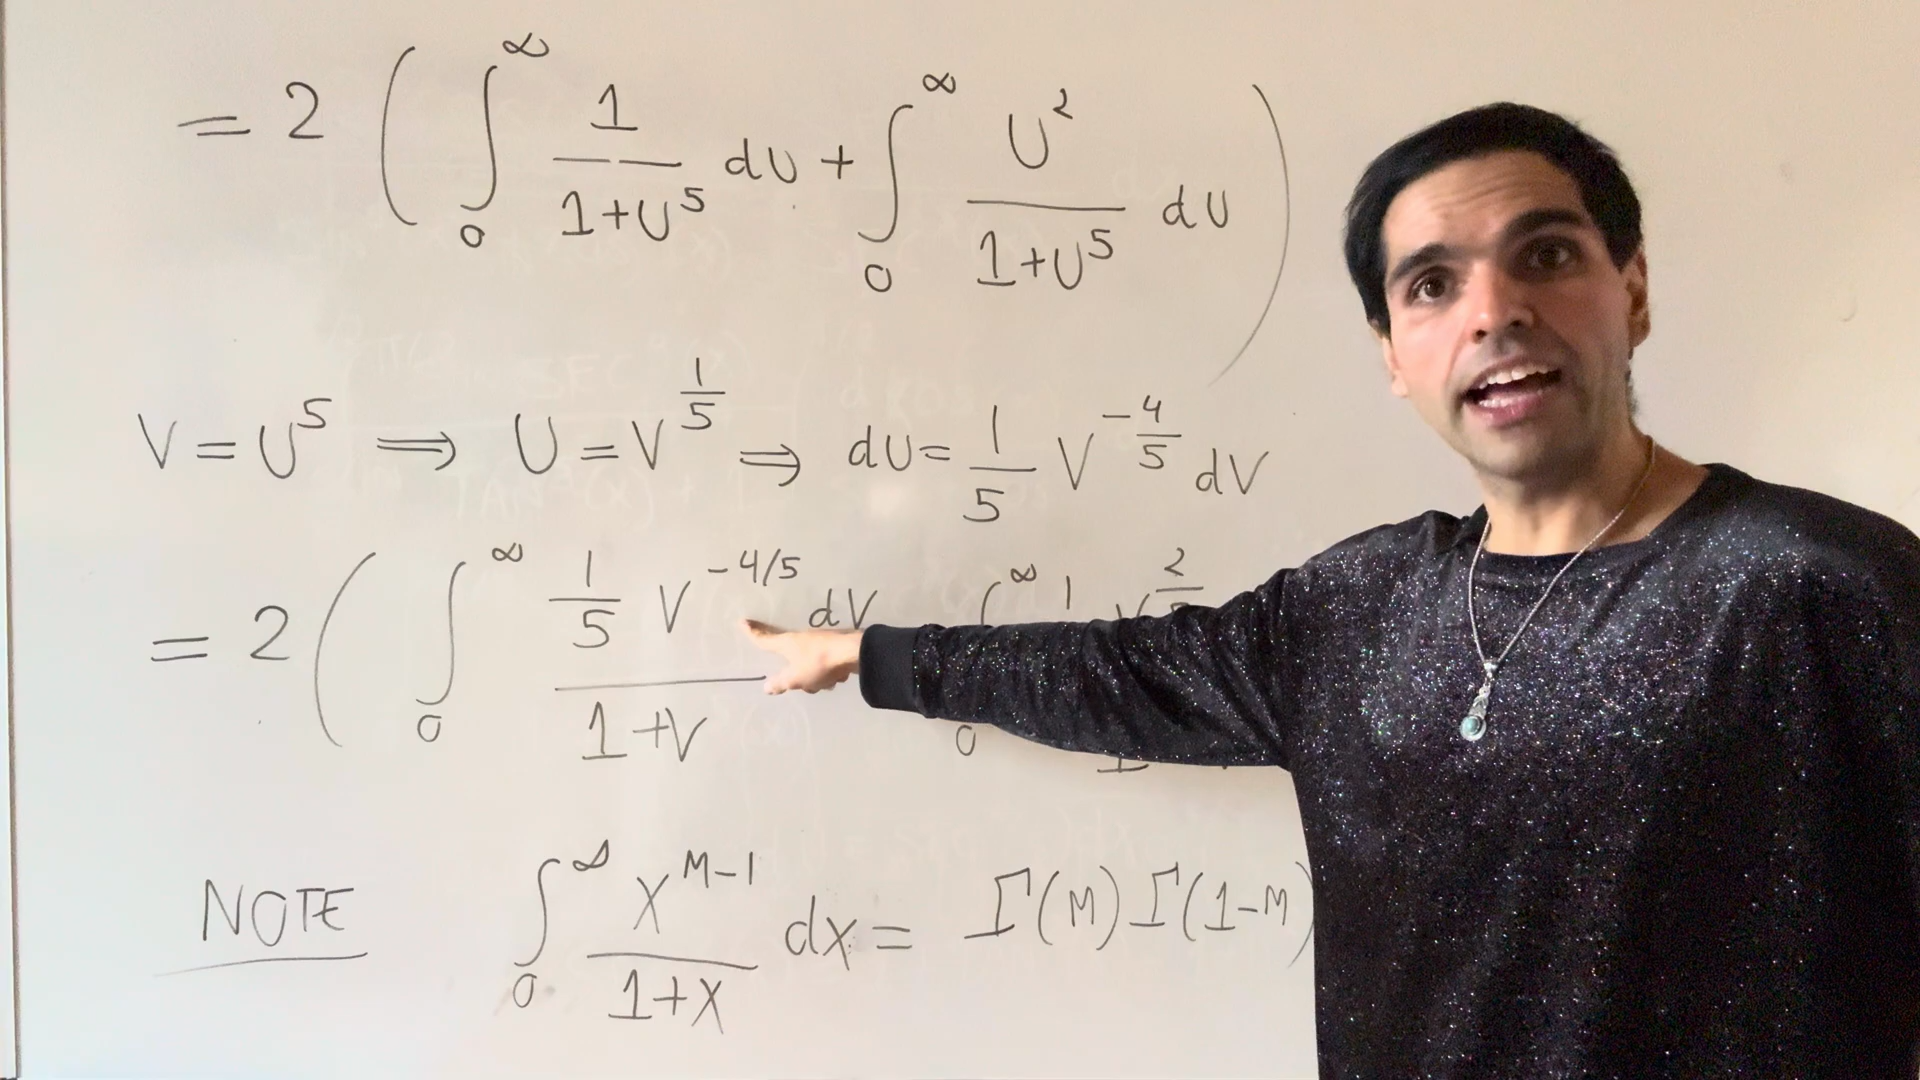 = 2 ( ∫₀^∞ 1/(1+U⁵) dU + ∫₀^∞ U²/(1+U⁵) dU )
V = U⁵ ⟹ U = V^(1/5) ⟹ dU = 1/5 V^(-4/5) dV
= 2 ( ∫₀^∞ (1/5 V^(-4/5) dV)/(1+V) ∫₀^∞
NOTE ∫₀^∞ X^(M-1)/(1+X) dX = Γ(M) Γ(1-M)